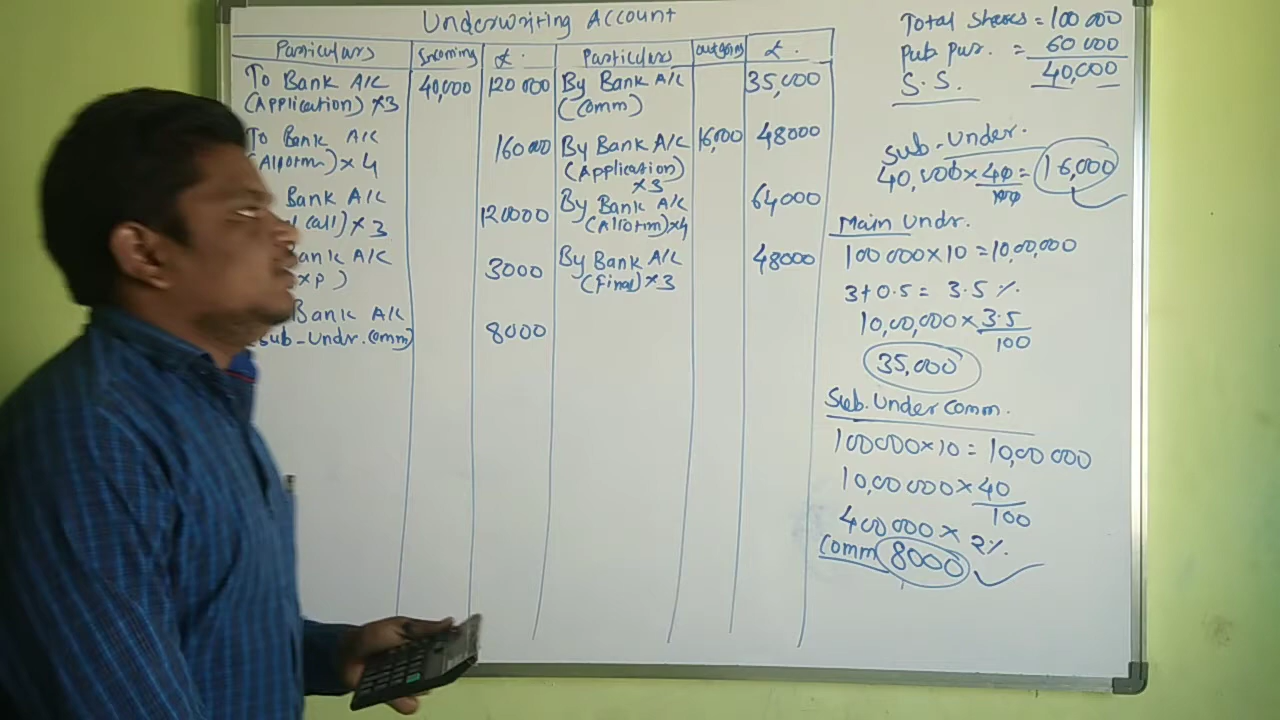 Underwriting Account
Particulars Incoming ₤. Particulars outgoing ₤.
To Bank A/c 40,000 120 000 By Bank A/C 35,000
(Application) ×3 (Comm)
To Bank A/C 160 000 By Bank A/C 16,000 48000
(Allotm) × 4 (Application)
×3
Bank A/C 120000 By Bank A/C 64000
call) × 3 (Allotm)×4
Bank A/C 3000 By Bank A/C 48000
xp) (Final)×3
Bank A/C 8000
Sub-Undr.Comm)
Total Shares = 100 000
Pub pur. = 60 000
S.S. 40,000
Sub-Under.
40,000 × 40/100 = 16,000
Main Undr.
100 000 × 10 = 10,00,000
3+0.5 = 3.5 %.
10,00,000 × 3.5
100
35,000
Sub.Under Comm.
100000×10 = 10,00 000
10,00 000 × 40
100
400000 × 2%.
Comm 8000